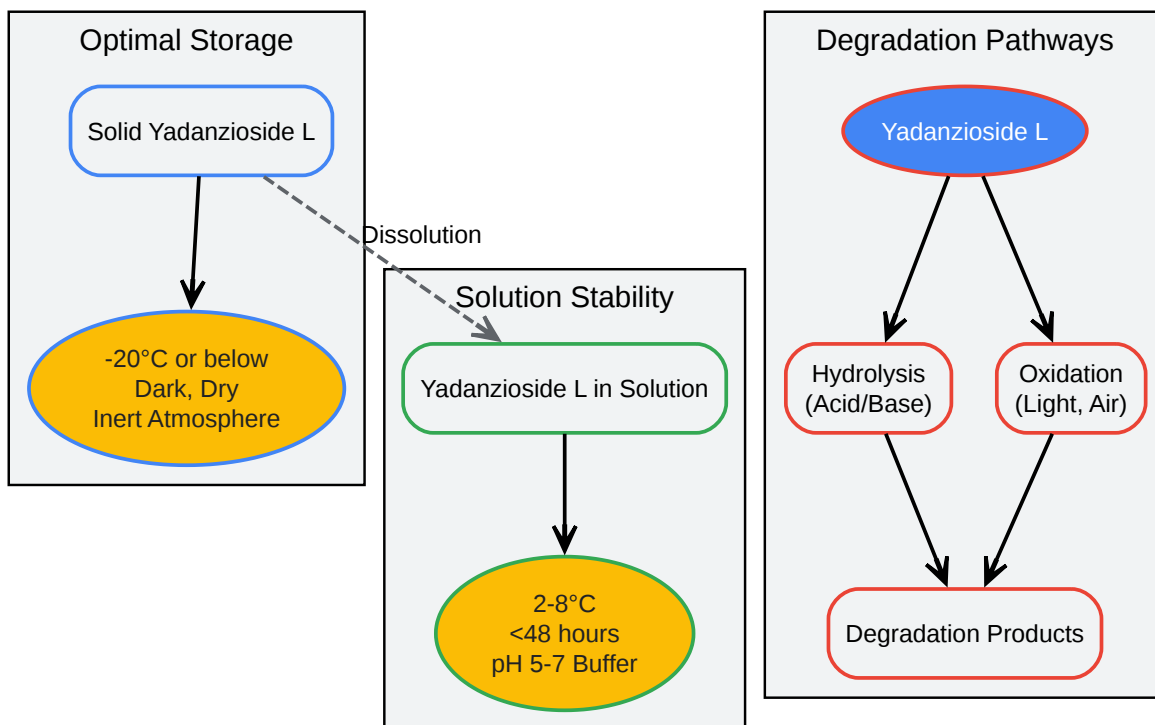 Optimal Storage
Solid Yadanzioside L
-20°C or below
Dark, Dry
Inert Atmosphere
Dissolution
Solution Stability
Yadanzioside L in Solution
2-8°C
<48 hours
pH 5-7 Buffer
Degradation Pathways
Yadanzioside L
Hydrolysis
(Acid/Base)
Oxidation
(Light, Air)
Degradation Products